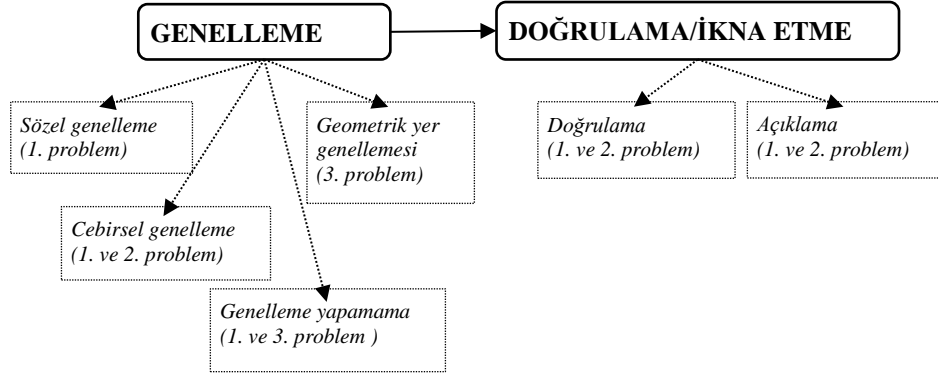 GENELLEME
DOĞRULAMA/İKNA ETME
Sözel genelleme
(1. problem)
Geometrik yer
genellemesi
(3. problem)
Doğrulama
(1. ve 2. problem)
Açıklama
(1. ve 2. problem)
Cebirsel genelleme
(1. ve 2. problem)
Genelleme yapamama
(1. ve 3. problem )